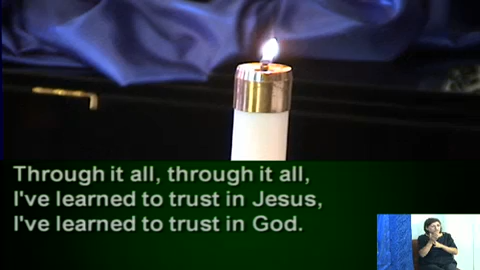 Through it all, through it all,
I've learned to trust in Jesus,
I've learned to trust in God.